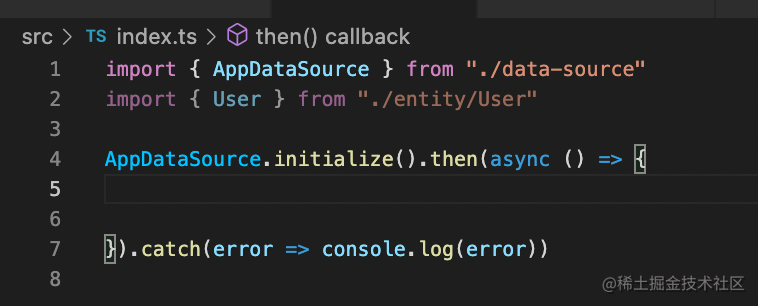 src > TS index.ts > then() callback
1 import { AppDataSource } from "./data-source"
2 import { User } from "./entity/User"
3
4 AppDataSource.initialize().then(async () => {
5
6
7 }).catch(error => console.log(error))
8
@稀土掘金技术社区